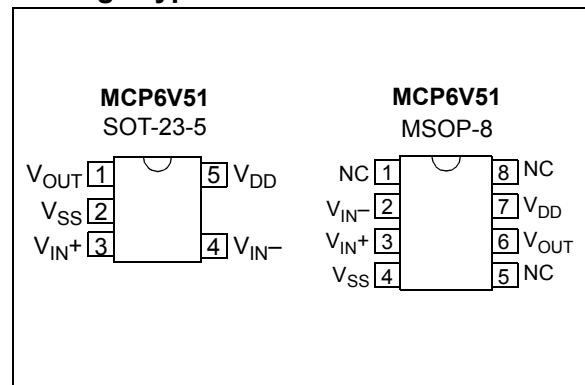 MCP6V51
SOT-23-5
VOUT 1
VSS 2
VIN+ 3
5 VDD
4 VIN–
MCP6V51
MSOP-8
NC 1
VIN– 2
VIN+ 3
VSS 4
8 NC
7 VDD
6 VOUT
5 NC